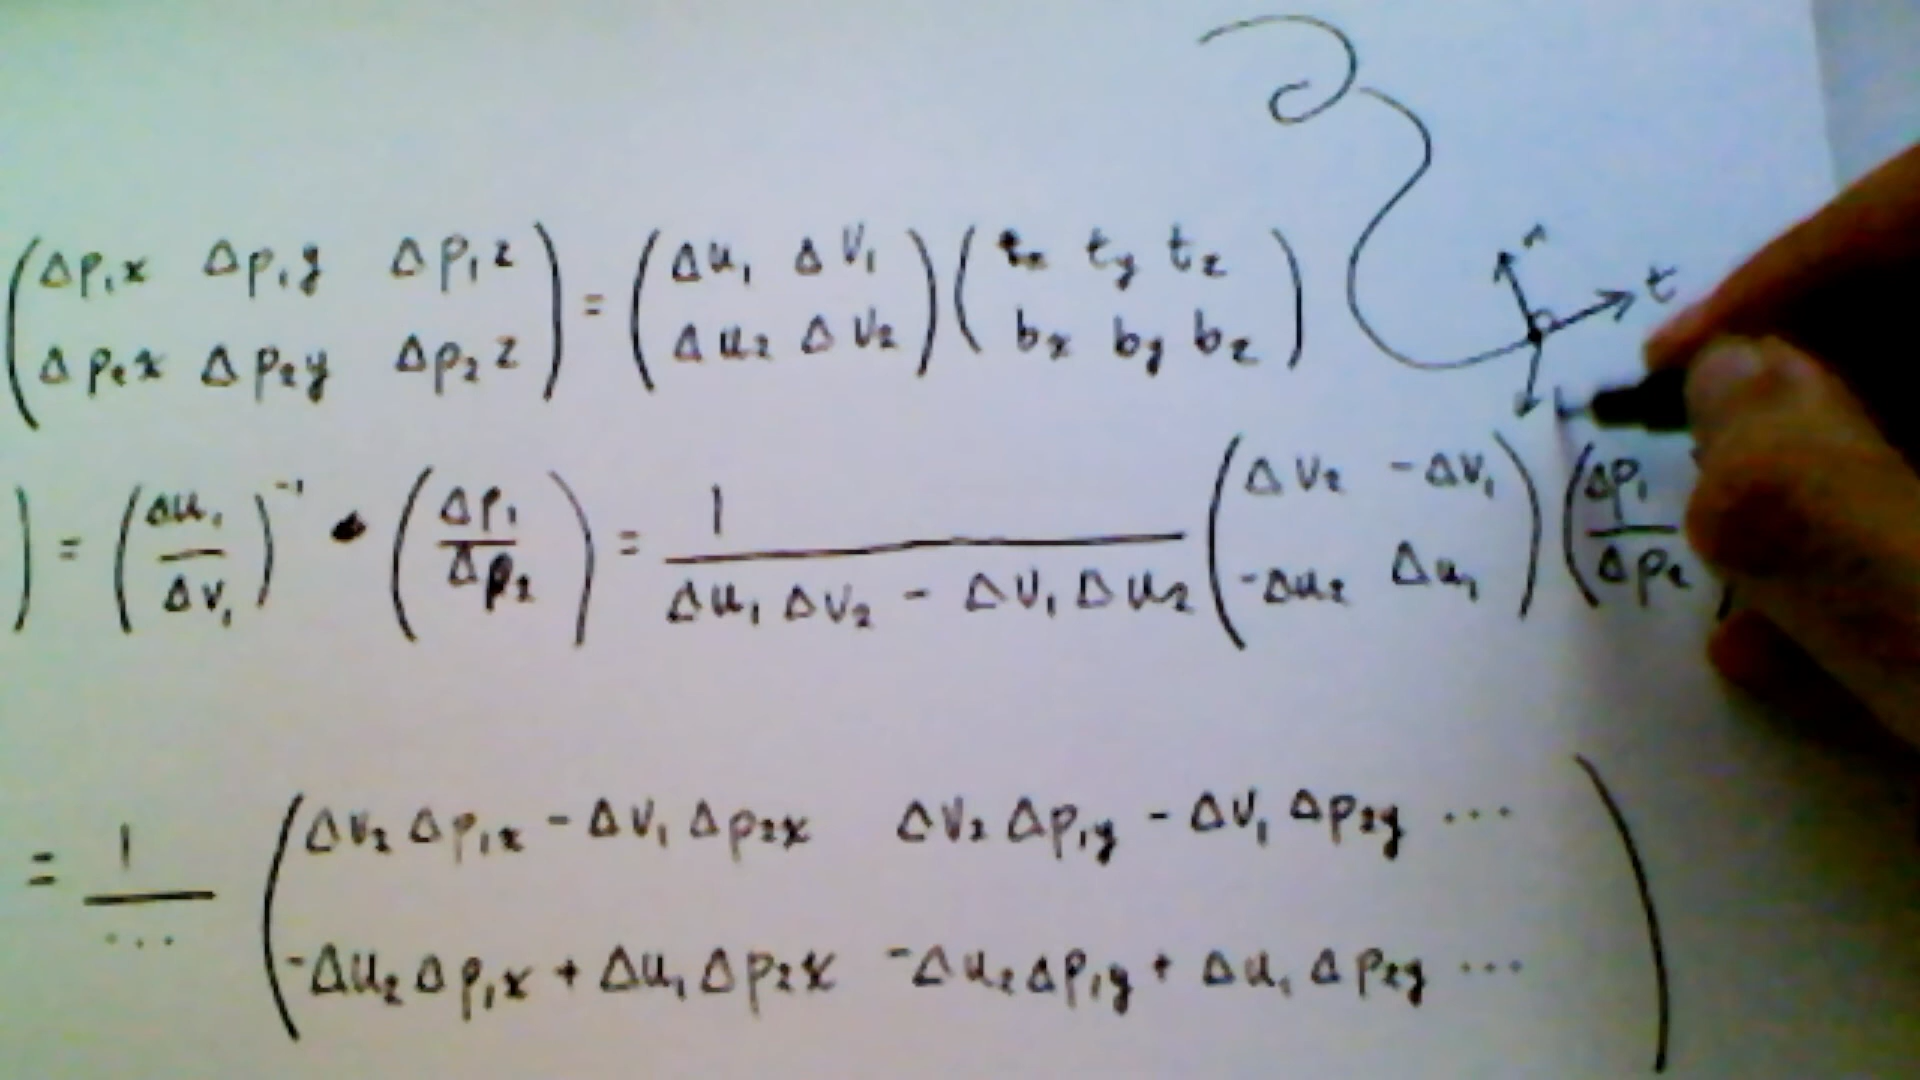 n
(Δp₁x Δp₁y Δp₁z) = (Δu₁ Δv₁)(tx ty tz) t
(Δp₂x Δp₂y Δp₂z) (Δu₂ Δv₂)(bx by bz)
) = (Δu₁ / Δv₁)⁻¹ • (Δp₁ / Δp₂) = 1 / (Δu₁ Δv₂ - Δv₁ Δu₂) (Δv₂ -Δv₁) (Δp₁ / Δp₂)
(-Δu₂ Δu₁)
= 1 / ... (Δv₂ Δp₁x - Δv₁ Δp₂x Δv₂ Δp₁y - Δv₁ Δp₂y ...)
(-Δu₂ Δp₁x + Δu₁ Δp₂x -Δu₂ Δp₁y + Δu₁ Δp₂y ...)